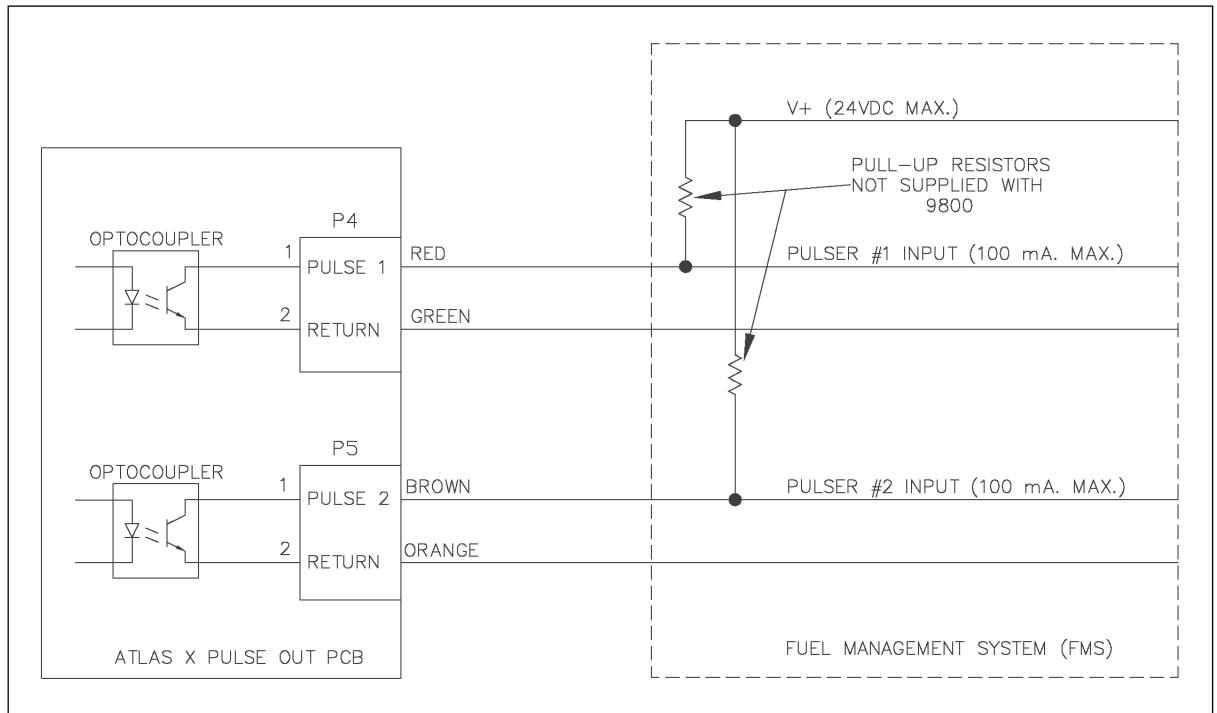 V+ (24VDC MAX.)
PULL-UP RESISTORS
NOT SUPPLIED WITH
9800
P4
OPTOCOUPLER
1
PULSE 1
RED
PULSER #1 INPUT (100 mA. MAX.)
2
RETURN
GREEN
P5
OPTOCOUPLER
1
PULSE 2
BROWN
PULSER #2 INPUT (100 mA. MAX.)
2
RETURN
ORANGE
ATLAS X PULSE OUT PCB
FUEL MANAGEMENT SYSTEM (FMS)